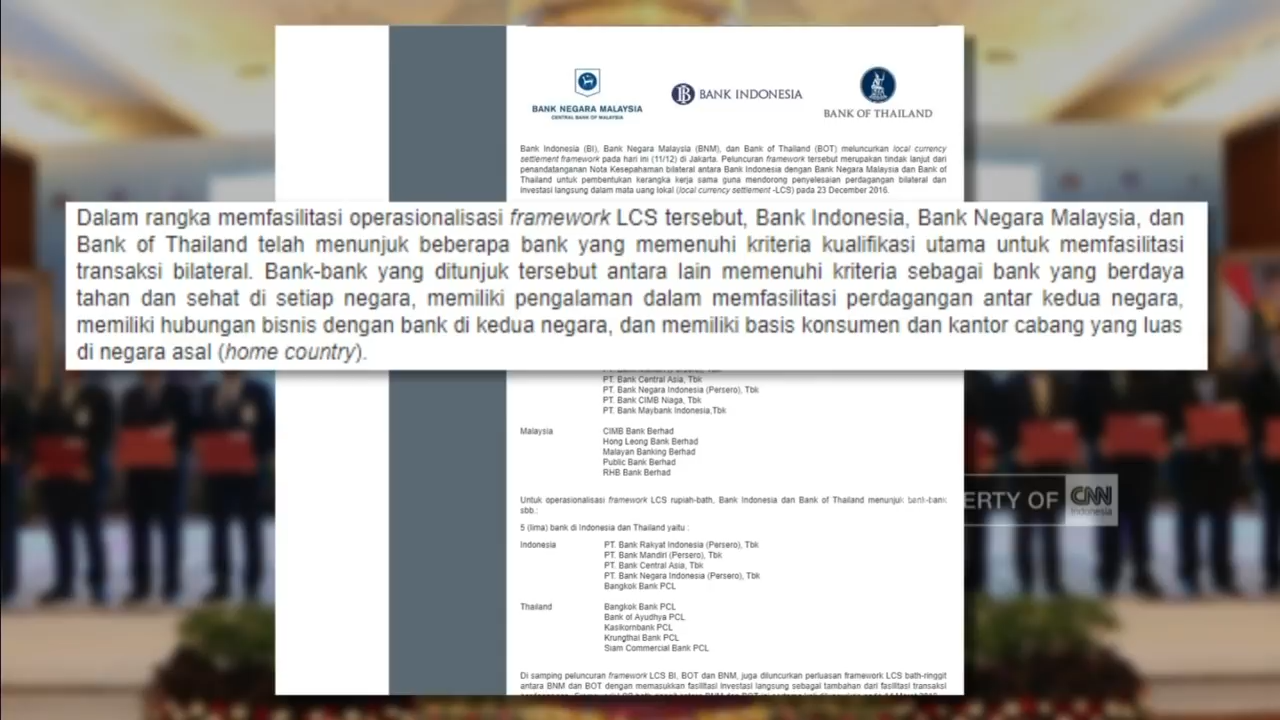 BANK NEGARA MALAYSIA
CENTRAL BANK OF MALAYSIA
BANK INDONESIA
BANK OF THAILAND
Bank Indonesia (BI), Bank Negara Malaysia (BNM), dan Bank of Thailand (BOT) meluncurkan local currency
settlement framework pada hari ini (11/12) di Jakarta. Peluncuran framework tersebut merupakan tindak lanjut dari
penandatanganan Nota Kesepahaman bilateral antara Bank Indonesia dengan Bank Negara Malaysia dan Bank of
Thailand untuk pembentukan kerangka kerja sama guna mendorong penyelesaian perdagangan bilateral dan
investasi langsung dalam mata uang lokal (local currency settlement -LCS) pada 23 December 2016.
Dalam rangka memfasilitasi operasionalisasi framework LCS tersebut, Bank Indonesia, Bank Negara Malaysia, dan
Bank of Thailand telah menunjuk beberapa bank yang memenuhi kriteria kualifikasi utama untuk memfasilitasi
transaksi bilateral. Bank-bank yang ditunjuk tersebut antara lain memenuhi kriteria sebagai bank yang berdaya
tahan dan sehat di setiap negara, memiliki pengalaman dalam memfasilitasi perdagangan antar kedua negara,
memiliki hubungan bisnis dengan bank di kedua negara, dan memiliki basis konsumen dan kantor cabang yang luas
di negara asal (home country).
PT. Bank Central Asia, Tbk
PT. Bank Negara Indonesia (Persero), Tbk
PT. Bank CIMB Niaga, Tbk
PT. Bank Maybank Indonesia,Tbk
Malaysia CIMB Bank Berhad
Hong Leong Bank Berhad
Malayan Banking Berhad
Public Bank Berhad
RHB Bank Berhad
Untuk operasionalisasi framework LCS rupiah-bath, Bank Indonesia dan Bank of Thailand menunjuk bank-bank
sbb.:
5 (lima) bank di Indonesia dan Thailand yaitu :
Indonesia PT. Bank Rakyat Indonesia (Persero), Tbk
PT. Bank Mandiri (Persero), Tbk
PT. Bank Central Asia, Tbk
PT. Bank Negara Indonesia (Persero), Tbk
Bangkok Bank PCL
Thailand Bangkok Bank PCL
Bank of Ayudhya PCL
Kasikornbank PCL
Krungthai Bank PCL
Siam Commercial Bank PCL
Di samping peluncuran framework LCS BI, BOT dan BNM, juga diluncurkan perluasan framework LCS bath-ringgit
antara BNM dan BOT dengan memasukkan fasilitasi investasi langsung sebagai tambahan dari fasilitasi transaksi
ERTY OF CNN
Indonesia